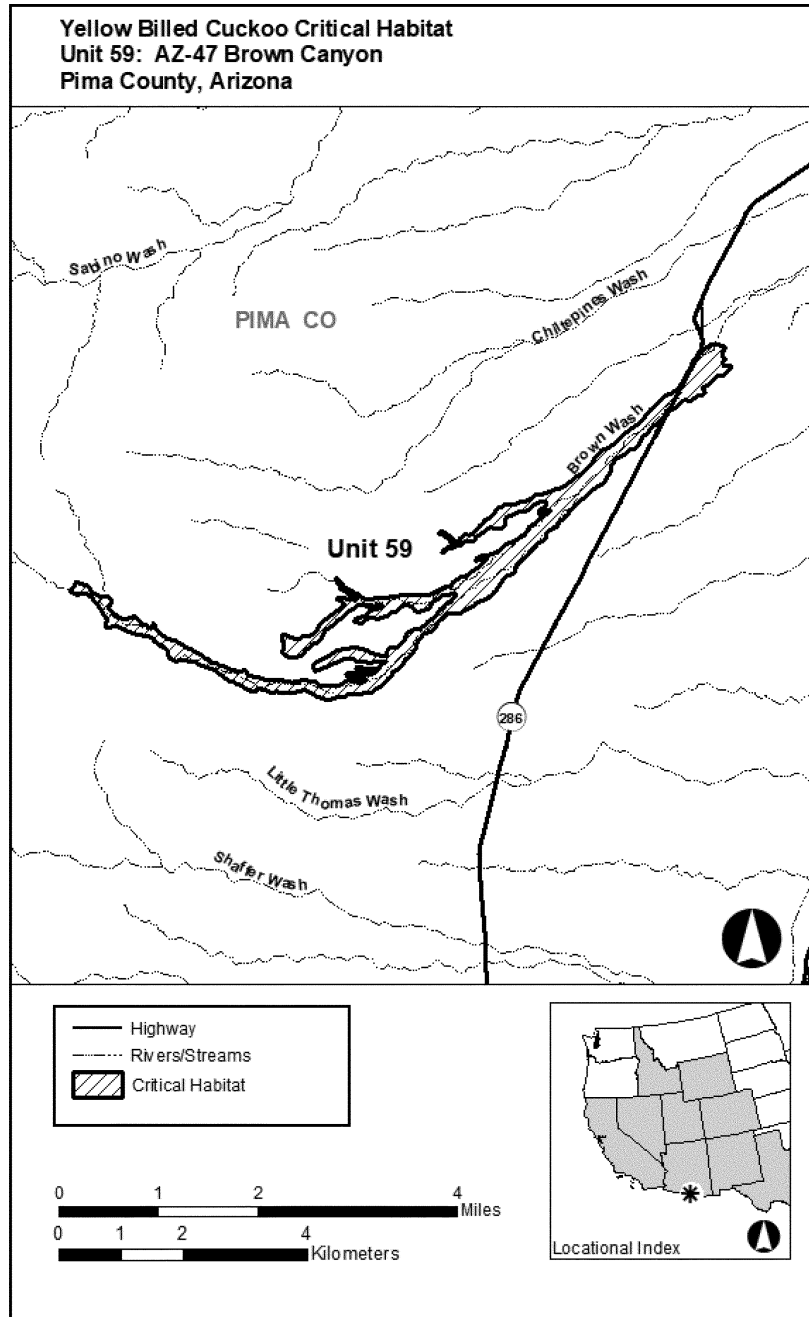 Yellow Billed Cuckoo Critical Habitat
Unit 59: AZ-47 Brown Canyon
Pima County, Arizona
Sabino Wash
PIMA CO
Chiltepines Wash
Brown Wash
Unit 59
286
Little Thomas Wash
Shaffer Wash
Highway
Rivers/Streams
Critical Habitat
0 1 2 4
Miles
0 1 2 4
Kilometers
Locational Index